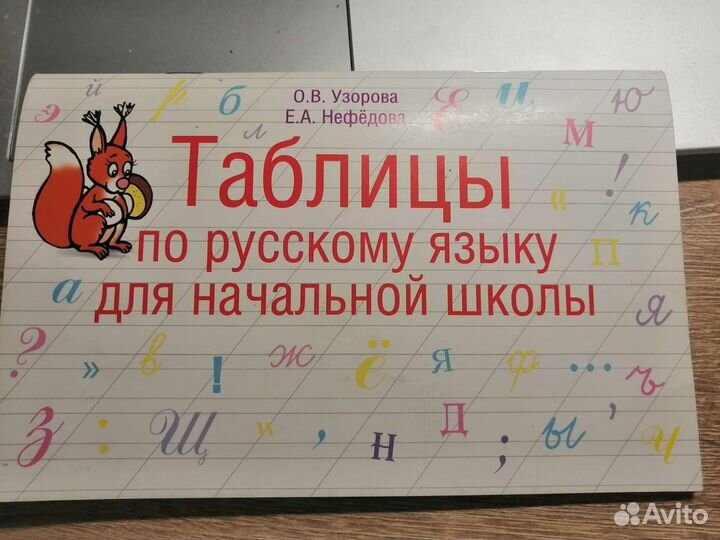 О.В. Узорова
Е.А. Нефёдова
э й р б л Е Ц ю
м
Таблицы
! « к
по русскому языку
П
а
для начальной школы
я
? » в ! ж ё я ф ... ъ
З : Щ “ , н Д ; ы ’ ч
Avito